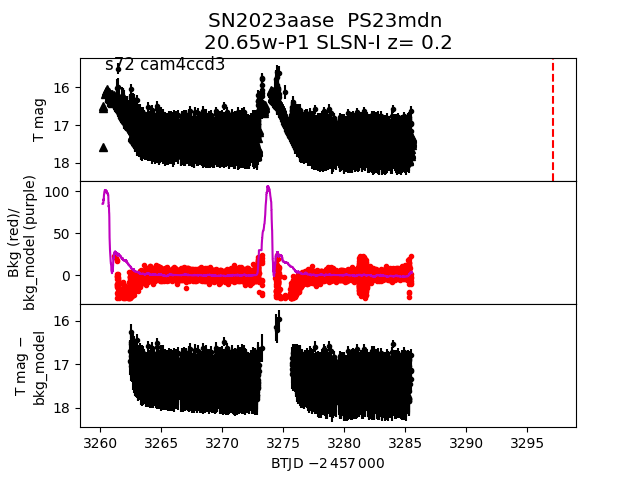 SN2023aase PS23mdn
20.65w-P1 SLSN-I z= 0.2
s72 cam4ccd3
T mag
16
17
18
Bkg (red)/
bkg_model (purple)
100
50
0
T mag −
bkg_model
16
17
18
3260 3265 3270 3275 3280 3285 3290 3295
BTJD −2 457 000